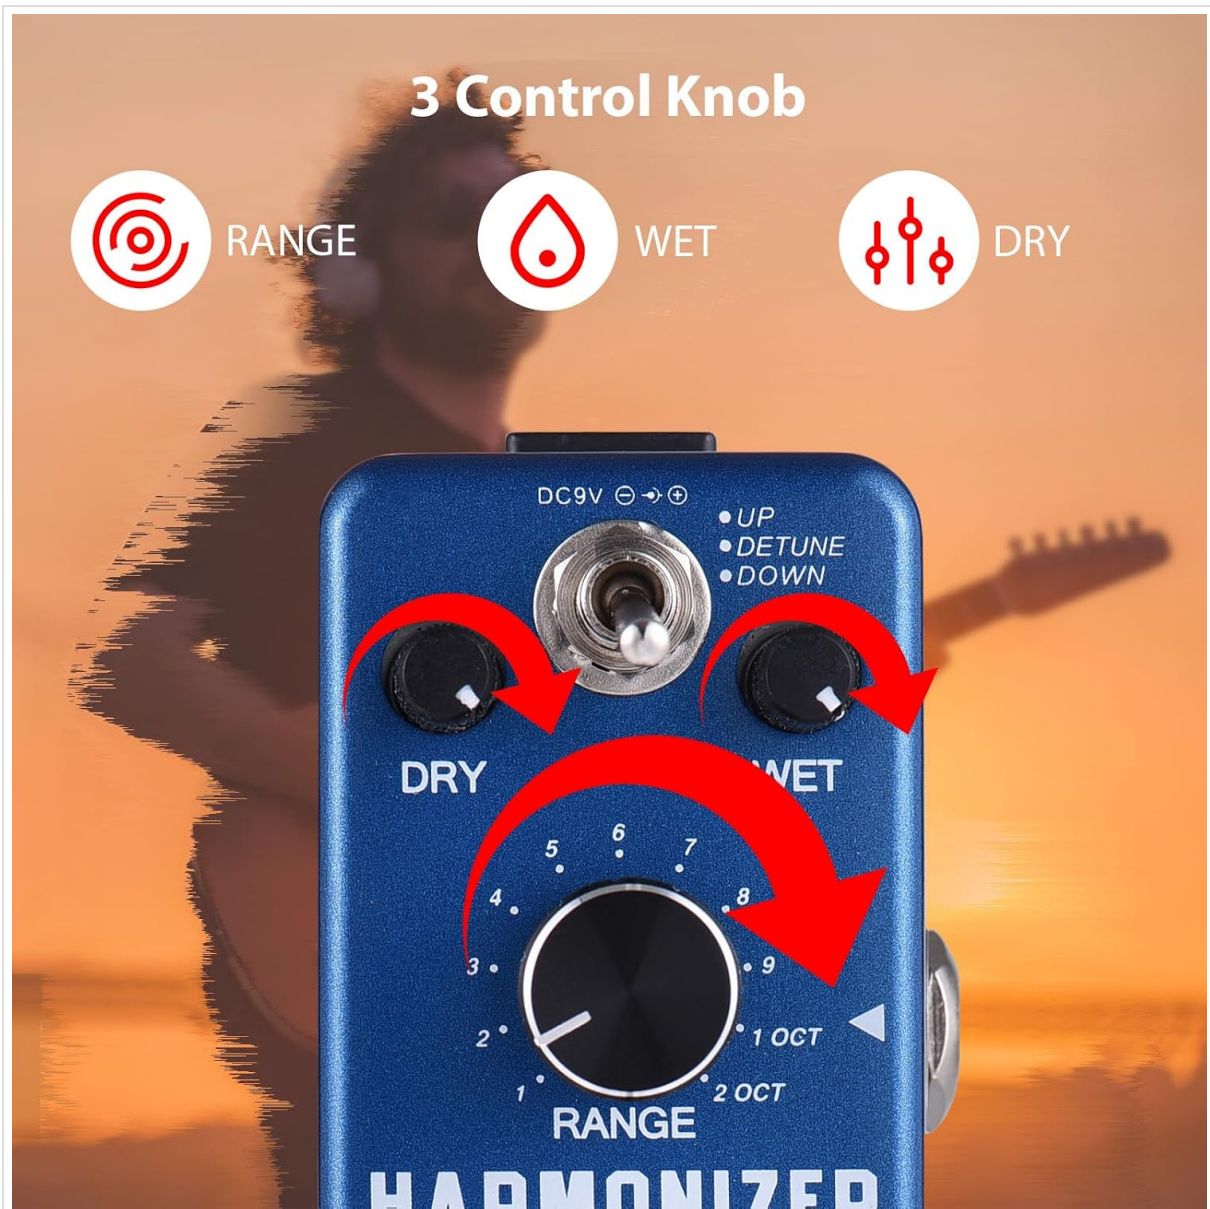 3 Control Knob
RANGE
WET
DRY
DC9V
UP
DETUNE
DOWN
DRY
WET
6
5
7
4
8
3
9
2
1 OCT
1
2 OCT
RANGE
HARMONIZER